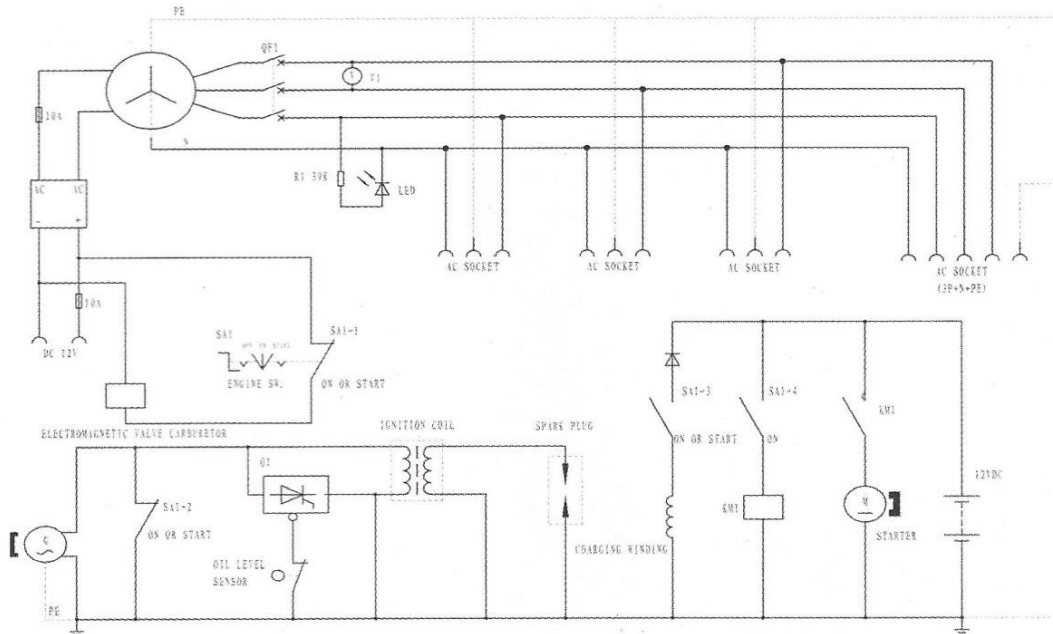 PE
QF1
V1
10A
N
AC AC
- +
R1 39K
LED
AC SOCKET
AC SOCKET
AC SOCKET
AC SOCKET
(3P+N+PE)
10A
DC 12V
SA1
OFF ON START
ENGINE SW.
SA1-1
ON OR START
ELECTROMAGNETIC VALVE CARBURETOR
IGNITION COIL
SPARK PLUG
SA1-3
ON OR START
SA1-4
ON
KM1
12VDC
SA1-2
ON OR START
G
OIL LEVEL
SENSOR
CHARGING WINDING
KM1
M
STARTER
PE